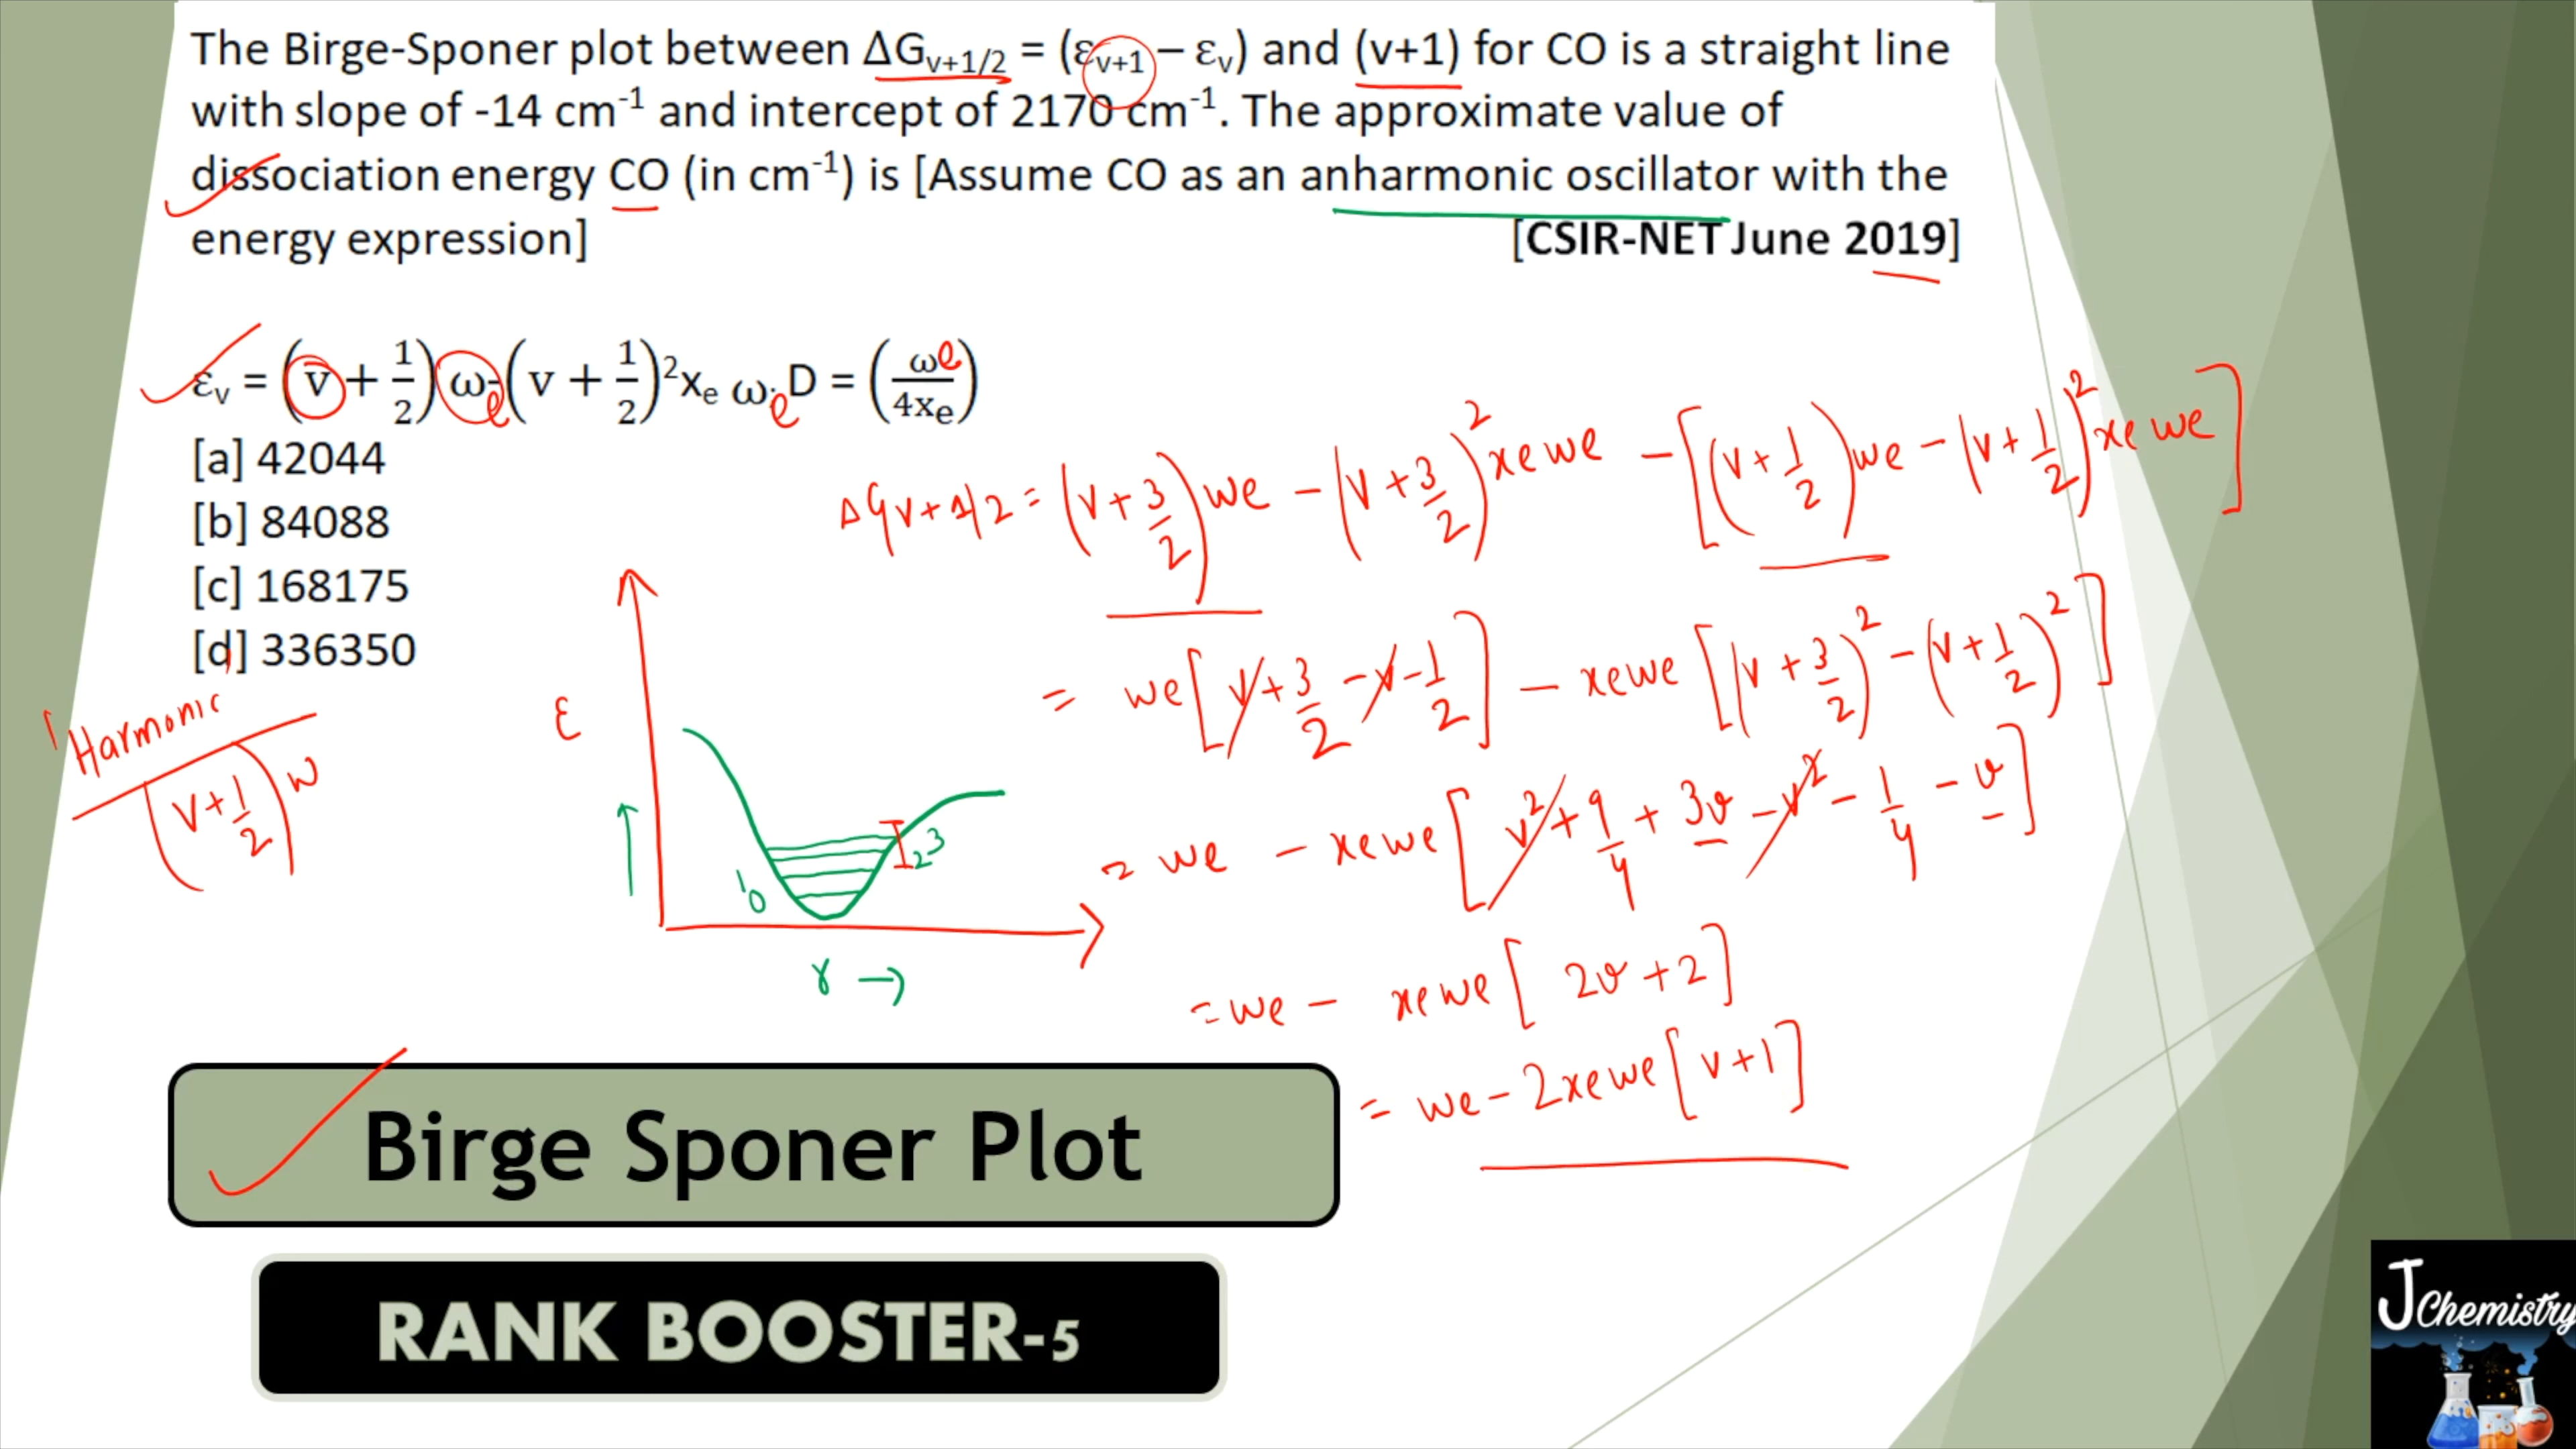 The Birge-Sponer plot between ΔGv+1/2 = (εv+1 – εv) and (v+1) for CO is a straight line
with slope of -14 cm-1 and intercept of 2170 cm-1. The approximate value of
dissociation energy CO (in cm-1) is [Assume CO as an anharmonic oscillator with the
energy expression] [CSIR-NET June 2019]
εv = (v + 1/2) ωe - (v + 1/2)²xe ωe D = (ωe/4xe)
[a] 42044
[b] 84088
[c] 168175
[d] 336350
ΔGv+1/2 = (v+3/2)we – (v+3/2)²xewe – [(v+1/2)we – (v+1/2)²xewe]
= we[v+3/2 -v-1/2] – xewe[(v+3/2)² – (v+1/2)²]
= we – xewe[v²+9/4 + 3v -v² - 1/4 - v]
= we – xewe[2v+2]
= we – 2xewe[v+1]
Harmonic
(v+1/2)w
ε
3
2
1
0
r →
Birge Sponer Plot
RANK BOOSTER-5
J Chemistry